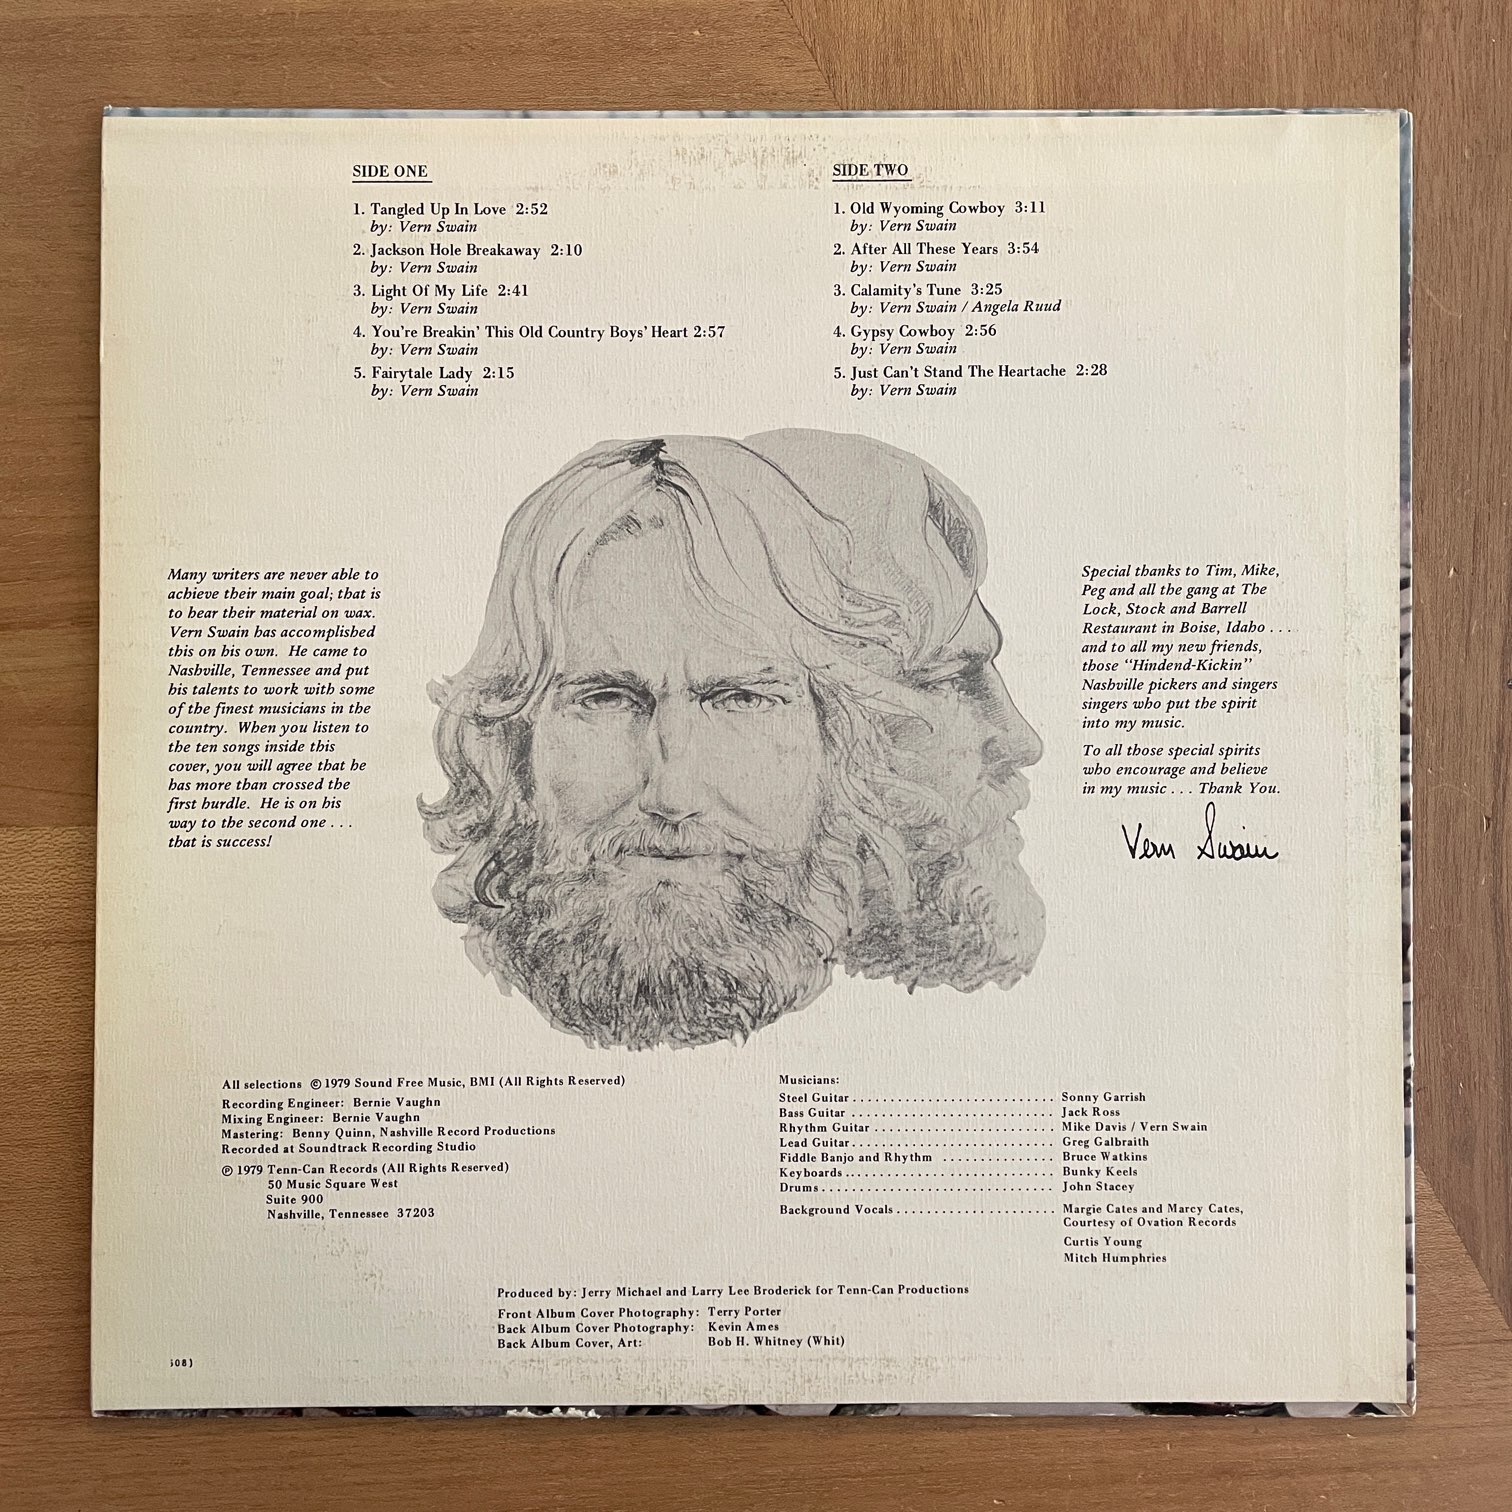 SIDE ONE
1. Tangled Up In Love 2:52
by: Vern Swain
2. Jackson Hole Breakaway 2:10
by: Vern Swain
3. Light Of My Life 2:41
by: Vern Swain
4. You're Breakin' This Old Country Boys' Heart 2:57
by: Vern Swain
5. Fairytale Lady 2:15
by: Vern Swain
SIDE TWO
1. Old Wyoming Cowboy 3:11
by: Vern Swain
2. After All These Years 3:54
by: Vern Swain
3. Calamity's Tune 3:25
by: Vern Swain / Angela Ruud
4. Gypsy Cowboy 2:56
by: Vern Swain
5. Just Can't Stand The Heartache 2:28
by: Vern Swain
Many writers are never able to
achieve their main goal; that is
to hear their material on wax.
Vern Swain has accomplished
this on his own. He came to
Nashville, Tennessee and put
his talents to work with some
of the finest musicians in the
country. When you listen to
the ten songs inside this
cover, you will agree that he
has more than crossed the
first hurdle. He is on his
way to the second one . . .
that is success!
Special thanks to Tim, Mike,
Peg and all the gang at The
Lock, Stock and Barrell
Restaurant in Boise, Idaho . . .
and to all my new friends,
those "Hindend-Kickin"
Nashville pickers and singers
singers who put the spirit
into my music.
To all those special spirits
who encourage and believe
in my music . . . Thank You.
Vern Swain
All selections © 1979 Sound Free Music, BMI (All Rights Reserved)
Recording Engineer: Bernie Vaughn
Mixing Engineer: Bernie Vaughn
Mastering: Benny Quinn, Nashville Record Productions
Recorded at Soundtrack Recording Studio
℗ 1979 Tenn-Can Records (All Rights Reserved)
50 Music Square West
Suite 900
Nashville, Tennessee 37203
Musicians:
Steel Guitar . . . . . . . . . . . . . . . . . . . . . . . . . . . Sonny Garrish
Bass Guitar . . . . . . . . . . . . . . . . . . . . . . . . . . . Jack Ross
Rhythm Guitar . . . . . . . . . . . . . . . . . . . . . . . . Mike Davis / Vern Swain
Lead Guitar . . . . . . . . . . . . . . . . . . . . . . . . . . . Greg Galbraith
Fiddle Banjo and Rhythm . . . . . . . . . . . . . . . Bruce Watkins
Keyboards . . . . . . . . . . . . . . . . . . . . . . . . . . . . Bunky Keels
Drums . . . . . . . . . . . . . . . . . . . . . . . . . . . . . . . John Stacey
Background Vocals . . . . . . . . . . . . . . . . . . . . . Margie Cates and Marcy Cates,
Courtesy of Ovation Records
Curtis Young
Mitch Humphries
Produced by: Jerry Michael and Larry Lee Broderick for Tenn-Can Productions
Front Album Cover Photography: Terry Porter
Back Album Cover Photography: Kevin Ames
Back Album Cover, Art: Bob H. Whitney (Whit)